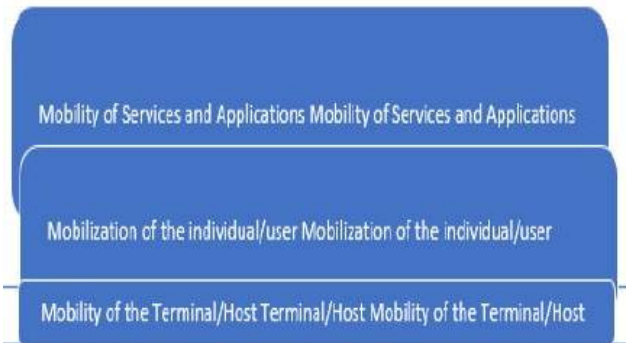 Mobility of Services and Applications Mobility of Services and Applications
Mobilization of the individual/user Mobilization of the individual/user
Mobility of the Terminal/Host Terminal/Host Mobility of the Terminal/Host